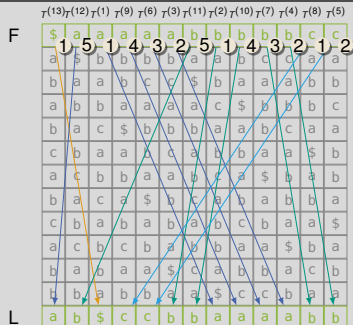 T(13) T(12) T(1) T(9) T(6) T(3) T(11) T(2) T(10) T(7) T(4) T(8) T(5)
F $ a a a a a b b b b b c c
1 5 1 4 3 2 5 1 4 3 2 1 2
a $ b b b b a a b c c a a
b a a b c c $ b a a a b b
a b b a a a a c $ b b b c
b a c $ b b b a a b c a a
c b a a b c a b b a a $ b
a c b b a a b c a $ b a b
b a c a $ b c a b a b b a
c b a b a b a b c b a a $
a c b c b a b b a a $ b a
b a b a a $ c a b b a c b
b b a b b a a $ c c b a a
L a b $ c c b b a a a a b b